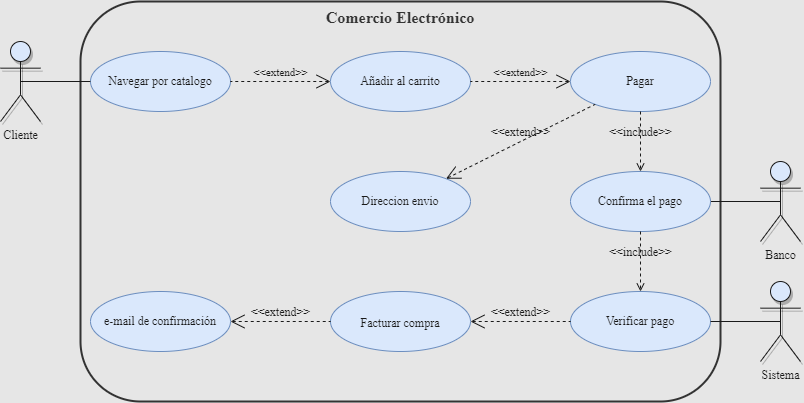 Comercio Electrónico
Navegar por catalogo
<<extend>>
Añadir al carrito
<<extend>>
Pagar
Cliente
<<extend>>
<<include>>
Direccion envio
Confirma el pago
Banco
<<include>>
e-mail de confirmación
<<extend>>
Facturar compra
<<extend>>
Verificar pago
Sistema